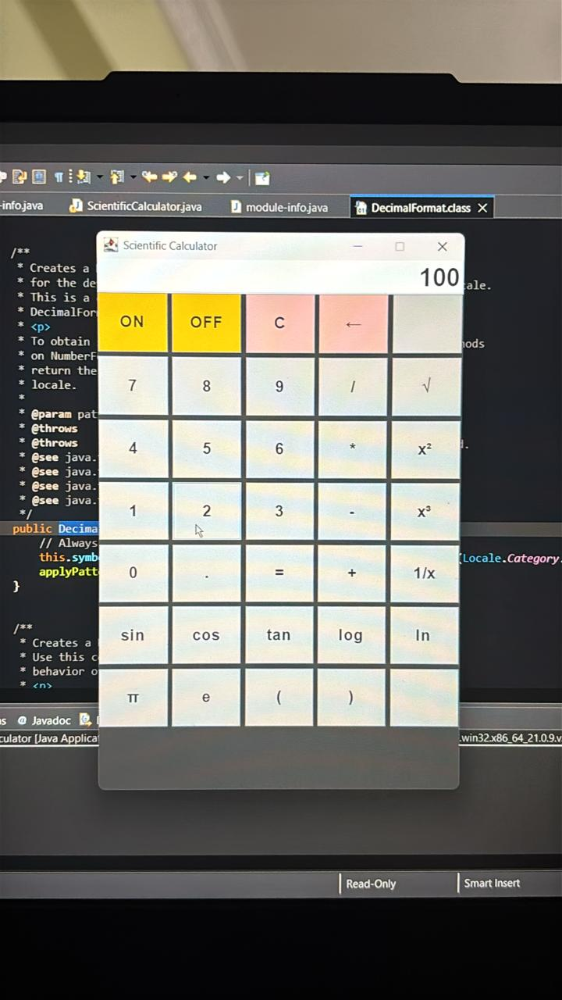 -info.java ScientificCalculator.java module-info.java DecimalFormat.class
Scientific Calculator
100
ON OFF C ←
7 8 9 / √
4 5 6 * x²
1 2 3 - x³
0 . = + 1/x
sin cos tan log ln
π e ( )
/**
* Creates a
* for the de ale.
* This is a
* DecimalFor
* <p>
* To obtain hods
* on NumberF
* return the
* locale.
*
* @param pat
* @throws
* @throws d.
* @see java.
* @see java.
* @see java.
* @see java.
*/
public Decima
// Always
this.symb (Locale.Category.
applyPatt
}
/**
* Creates a
* Use this c
* behavior o
* <p>
s @ Javadoc
culator [Java Applica .win32.x86_64_21.0.9.v
Read-Only Smart Insert